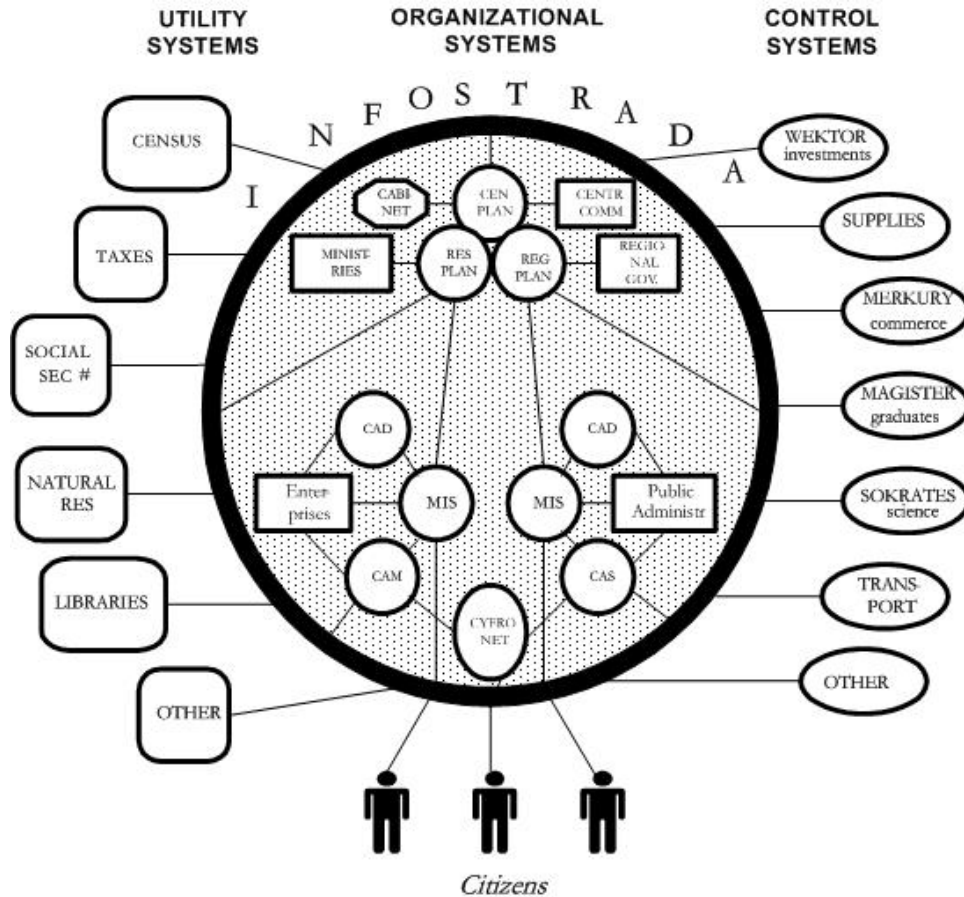 UTILITY
SYSTEMS
ORGANIZATIONAL
SYSTEMS
CONTROL
SYSTEMS
INFOSTRADA
CENSUS
TAXES
SOCIAL
SEC #
NATURAL
RES
LIBRARIES
OTHER
CABI-
NET
CEN
PLAN
CENTR
COMM.
MINIST-
RIES
RES
PLAN
REG
PLAN
REGIO-
NAL
GOV.
CAD
CAD
Enter-
prises
MIS
MIS
Public
Administr
CAM
CAS
CYFRO
NET
WEKTOR
investments
SUPPLIES
MERKURY
commerce
MAGISTER
graduates
SOKRATES
science
TRANS-
PORT
OTHER
Citizens